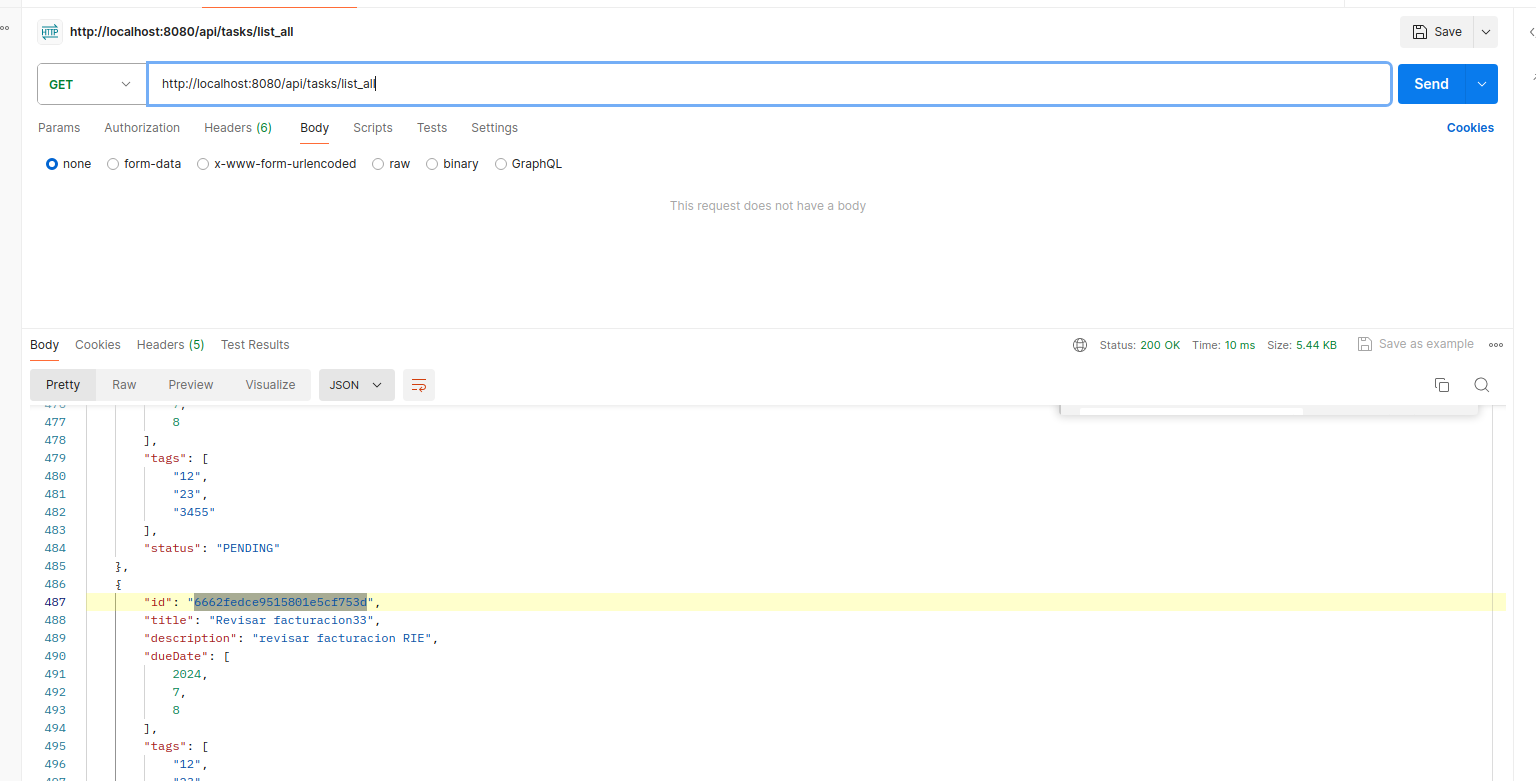 HTTP http://localhost:8080/api/tasks/list_all Save
GET http://localhost:8080/api/tasks/list_all Send
Params Authorization Headers (6) Body Scripts Tests Settings Cookies
none form-data x-www-form-urlencoded raw binary GraphQL
This request does not have a body
Body Cookies Headers (5) Test Results Status: 200 OK Time: 10 ms Size: 5.44 KB Save as example
Pretty Raw Preview Visualize JSON
476 7,
477 8
478 ],
479 "tags": [
480 "12",
481 "23",
482 "3455"
483 ],
484 "status": "PENDING"
485 },
486 {
487 "id": "6662fedce9515801e5cf753d",
488 "title": "Revisar facturacion33",
489 "description": "revisar facturacion RIE",
490 "dueDate": [
491 2024,
492 7,
493 8
494 ],
495 "tags": [
496 "12",
497 "23",